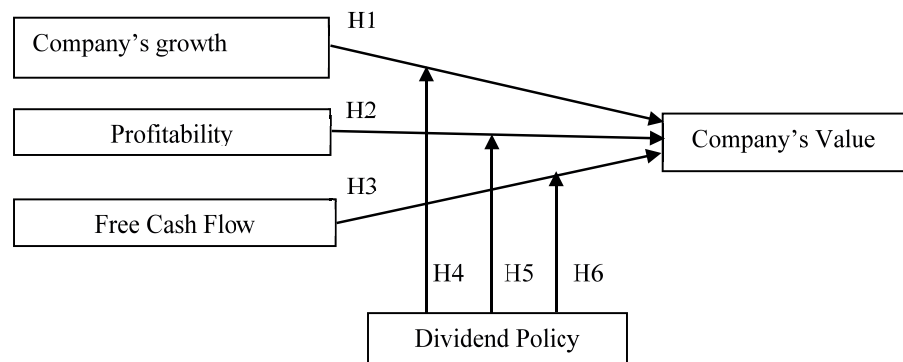 H1
Company’s growth
H2
Profitability
Company’s Value
H3
Free Cash Flow
H4
H5
H6
Dividend Policy